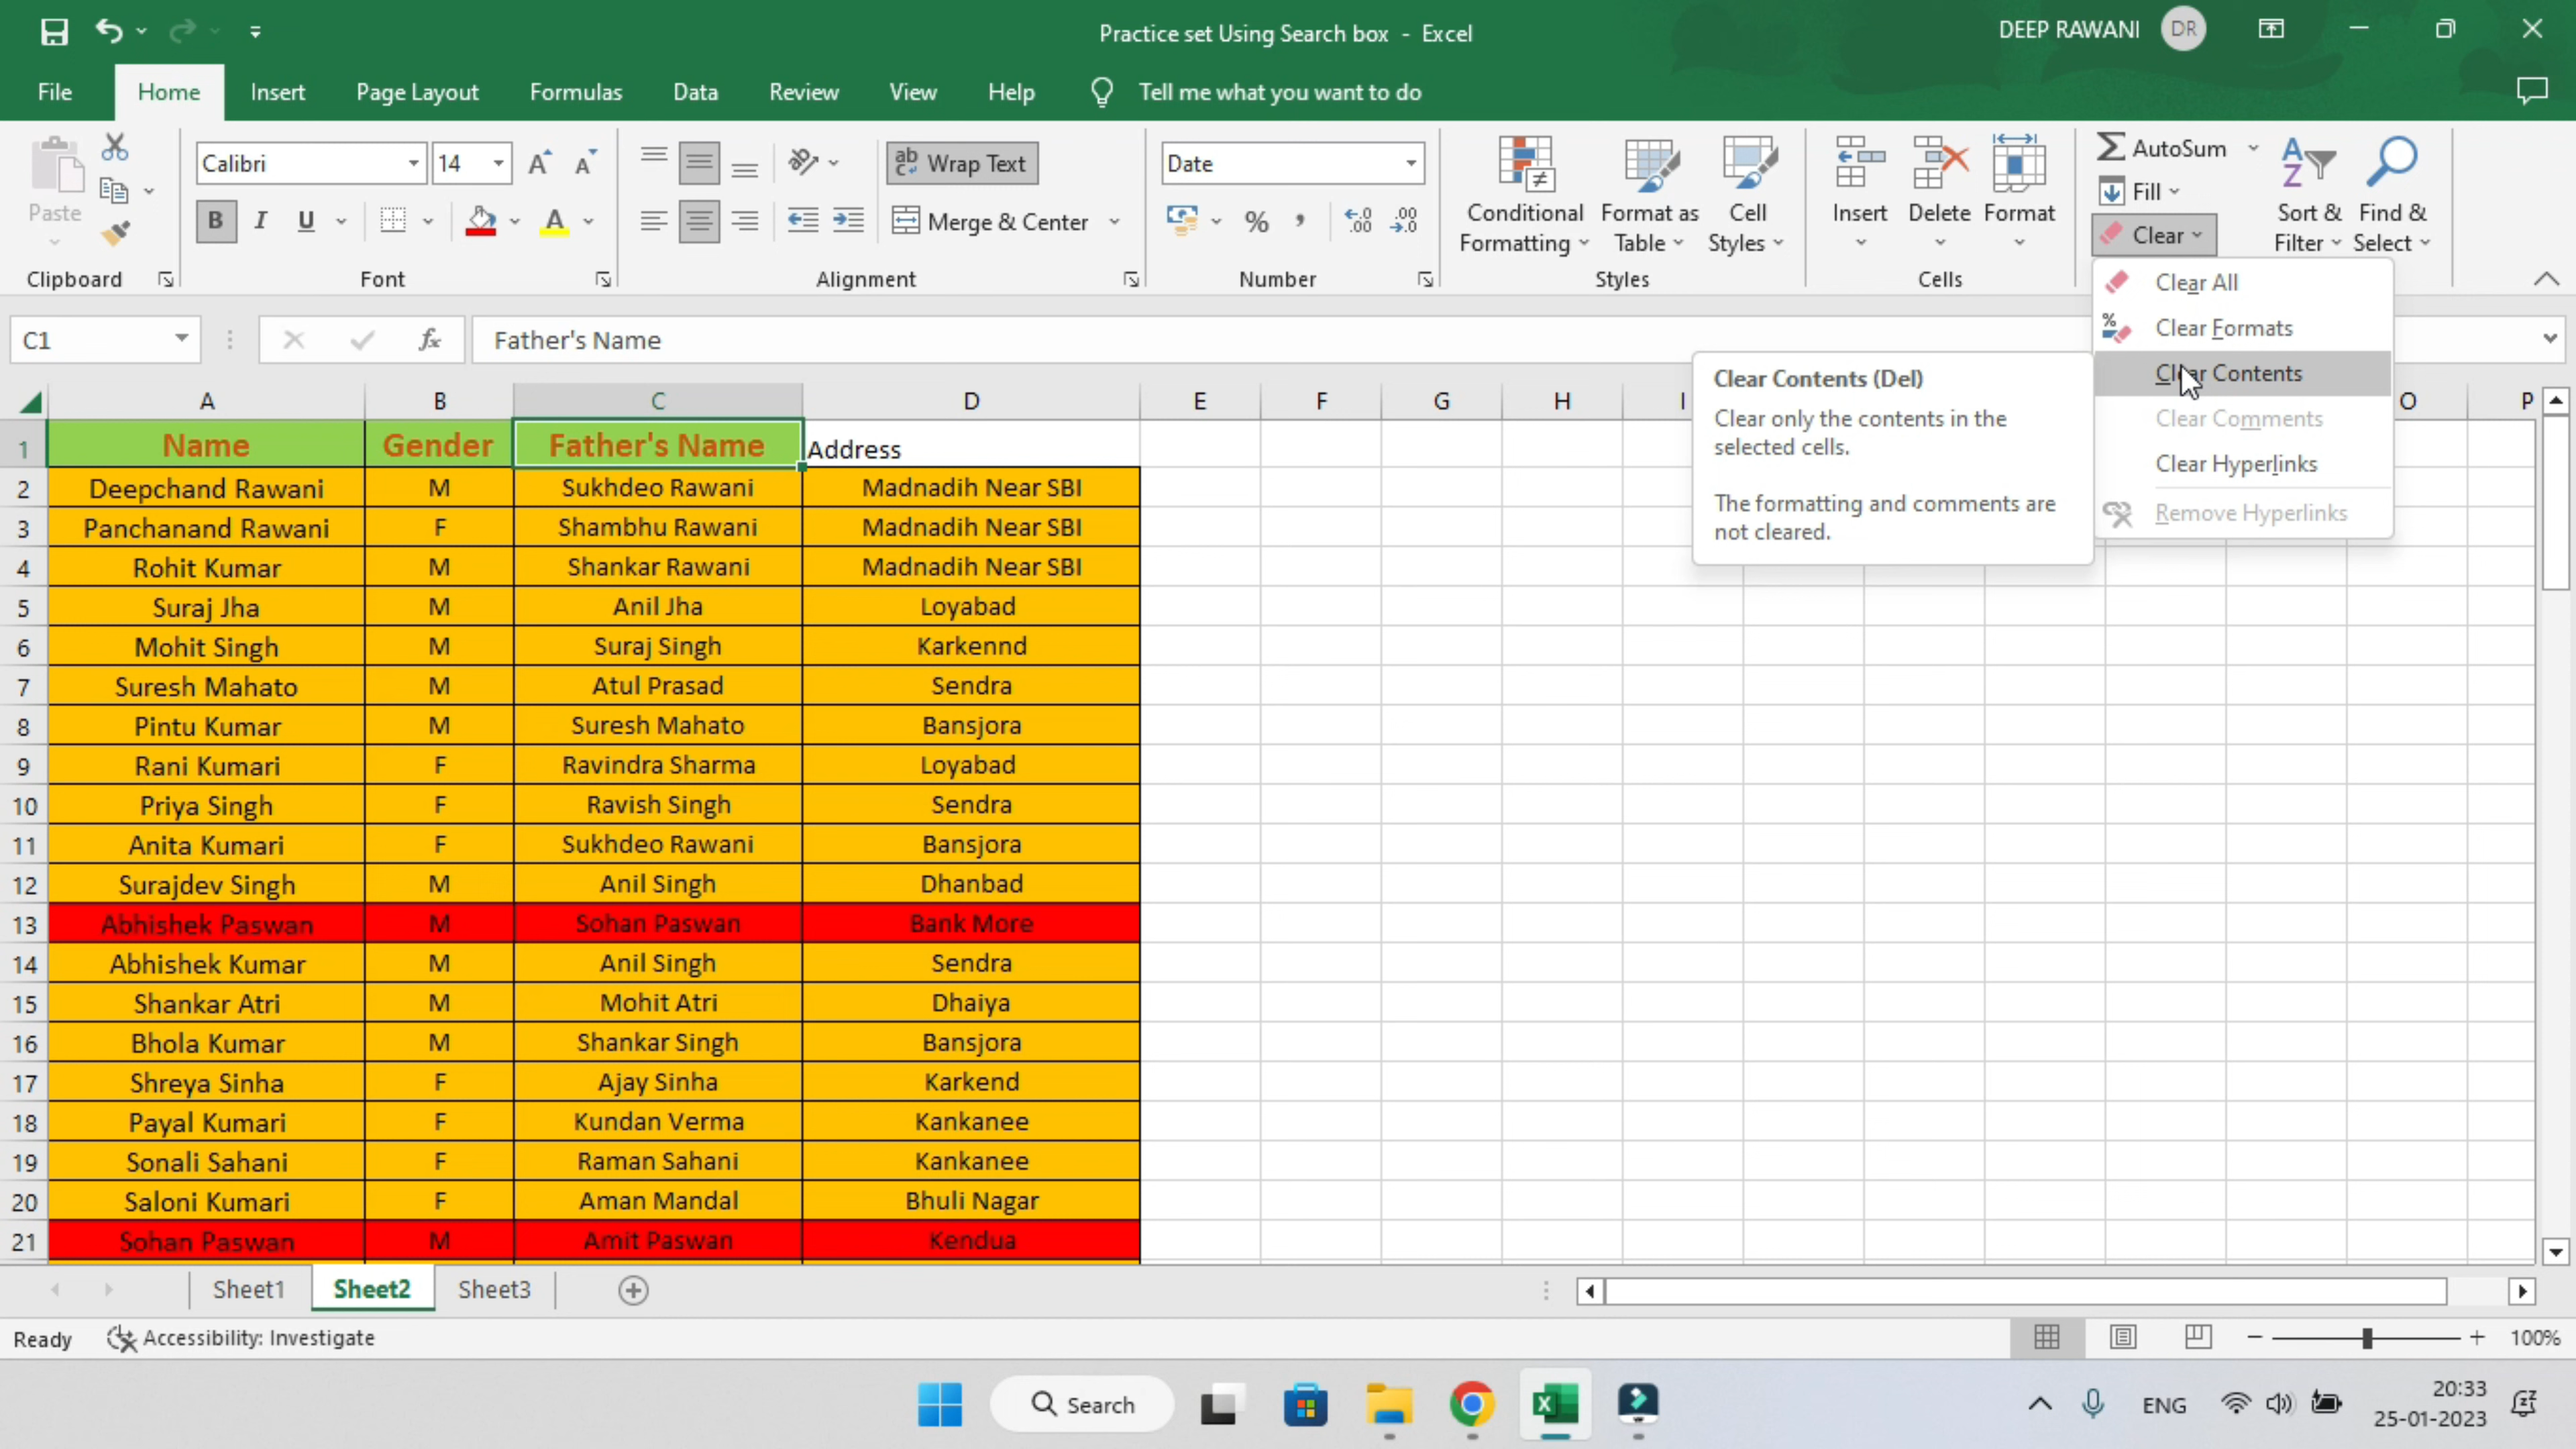 Practice set Using Search box - Excel
DEEP RAWANI DR
File Home Insert Page Layout Formulas Data Review View Help Tell me what you want to do
Paste
Clipboard
Calibri 14
B I U A
Font
ab Wrap Text
Merge & Center
Alignment
Date
% , .00
Number
Conditional Formatting
Format as Table
Cell Styles
Styles
Insert Delete Format
Cells
AutoSum
Fill
Clear
Sort & Filter
Find & Select
Clear All
Clear Formats
Clear Contents
Clear Comments
Clear Hyperlinks
Remove Hyperlinks
Clear Contents (Del)
Clear only the contents in the
selected cells.
The formatting and comments are
not cleared.
C1 fx Father's Name
A B C D E F G H I O P
1 Name Gender Father's Name Address
2 Deepchand Rawani M Sukhdeo Rawani Madnadih Near SBI
3 Panchanand Rawani F Shambhu Rawani Madnadih Near SBI
4 Rohit Kumar M Shankar Rawani Madnadih Near SBI
5 Suraj Jha M Anil Jha Loyabad
6 Mohit Singh M Suraj Singh Karkennd
7 Suresh Mahato M Atul Prasad Sendra
8 Pintu Kumar M Suresh Mahato Bansjora
9 Rani Kumari F Ravindra Sharma Loyabad
10 Priya Singh F Ravish Singh Sendra
11 Anita Kumari F Sukhdeo Rawani Bansjora
12 Surajdev Singh M Anil Singh Dhanbad
13 Abhishek Paswan M Sohan Paswan Bank More
14 Abhishek Kumar M Anil Singh Sendra
15 Shankar Atri M Mohit Atri Dhaiya
16 Bhola Kumar M Shankar Singh Bansjora
17 Shreya Sinha F Ajay Sinha Karkend
18 Payal Kumari F Kundan Verma Kankanee
19 Sonali Sahani F Raman Sahani Kankanee
20 Saloni Kumari F Aman Mandal Bhuli Nagar
21 Sohan Paswan M Amit Paswan Kendua
Sheet1 Sheet2 Sheet3
Ready Accessibility: Investigate 100%
Search
ENG
20:33
25-01-2023